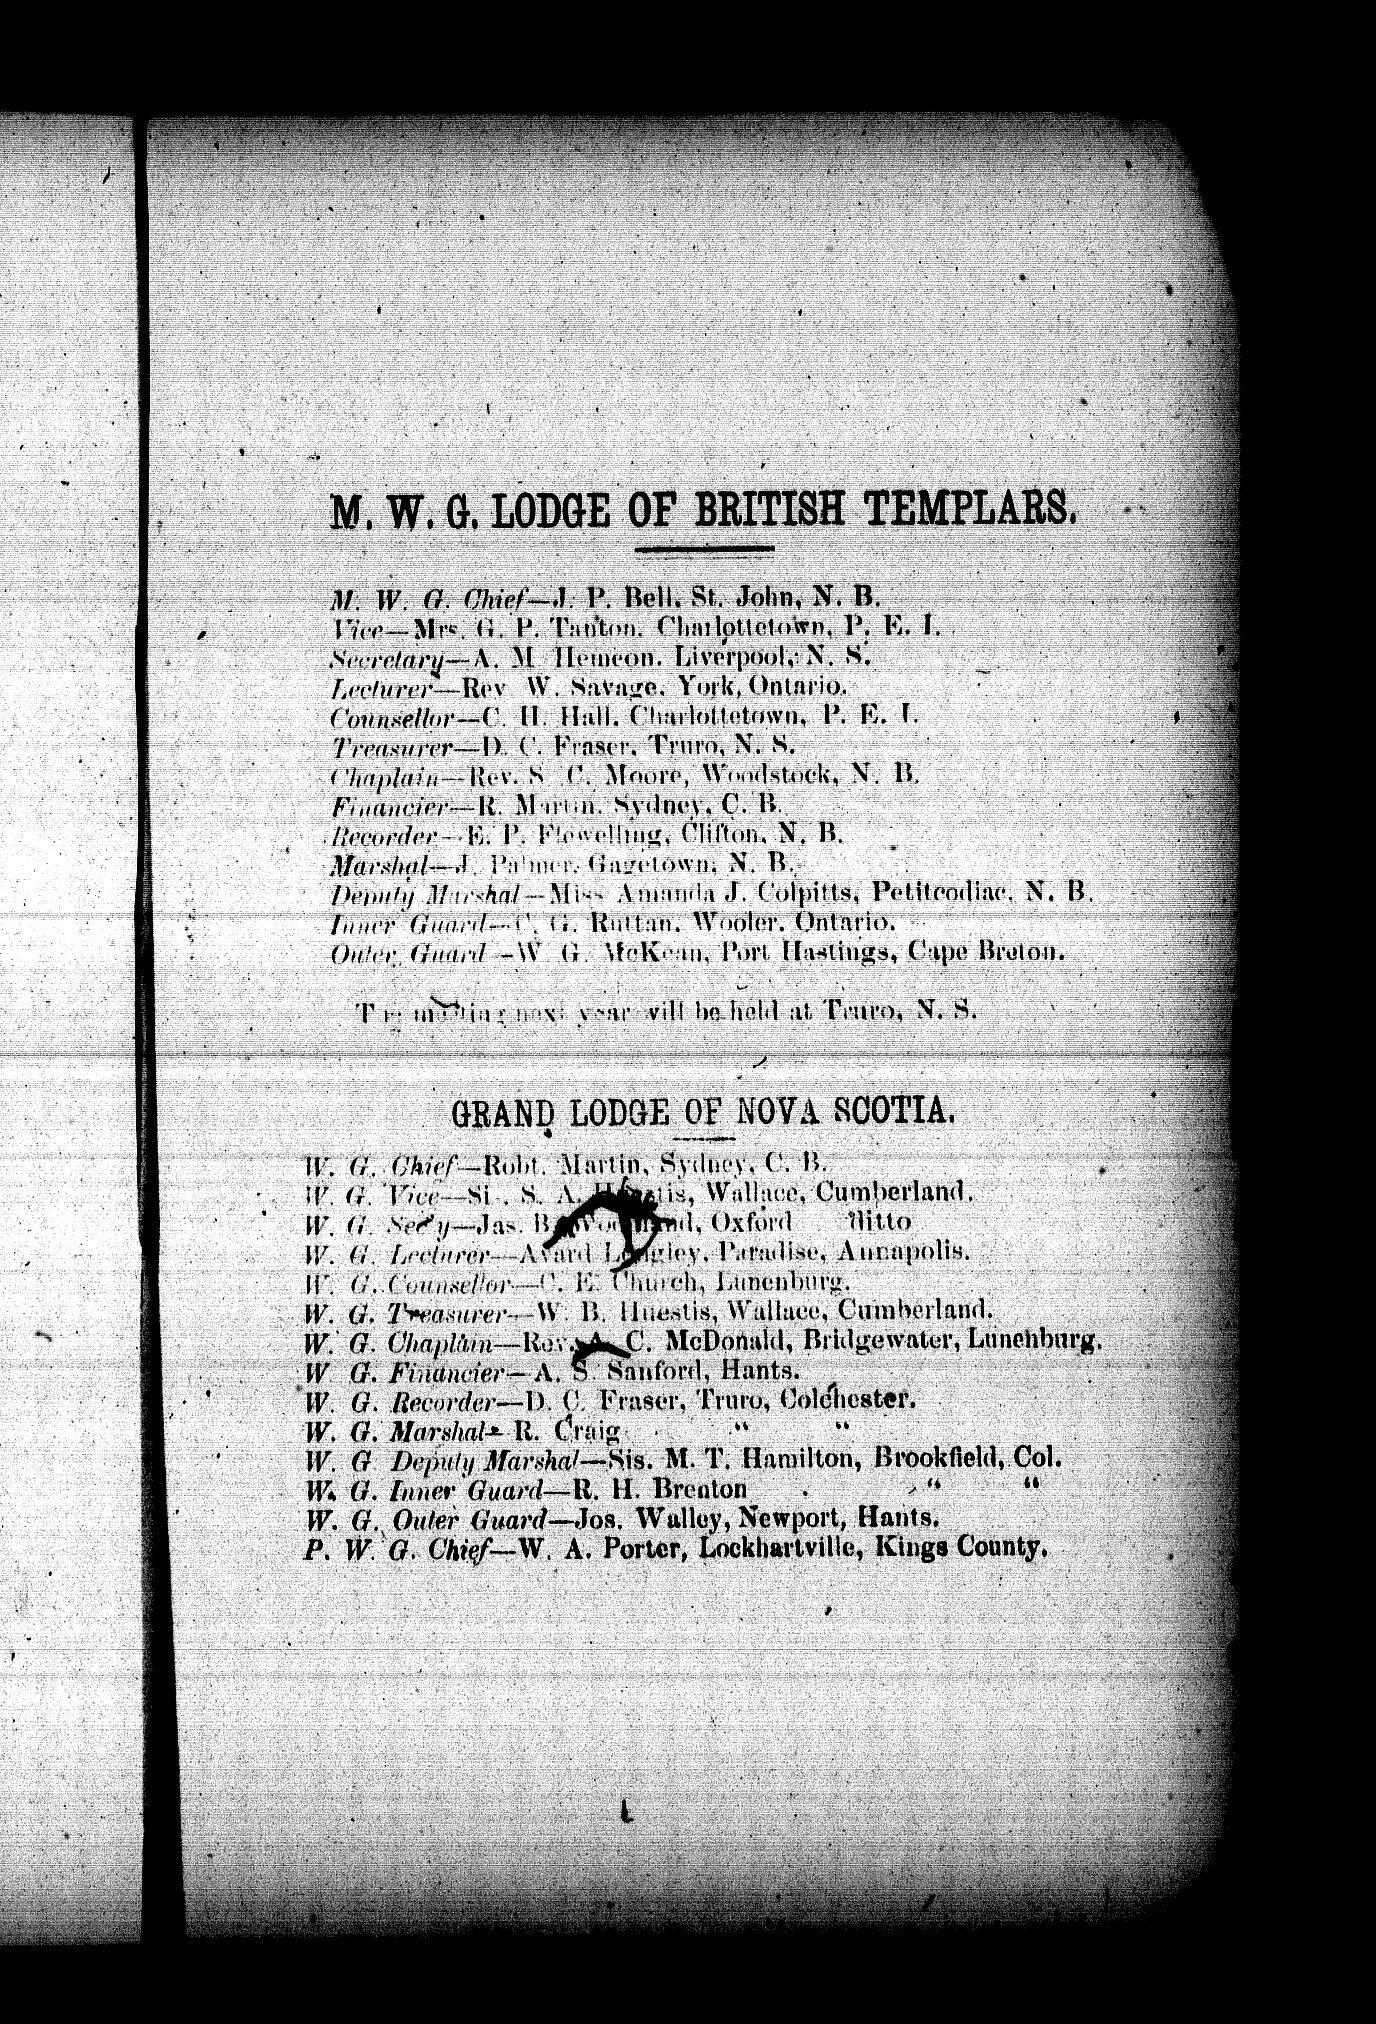 M. W. G. LODGE OF BRITISH TEMPLARS.
M. W. G. Chief—J. P. Bell, St. John, N. B.
Vice—Mrs. G. P. Tanton, Charlottetown, P. E. I.
Secretary—A. M. Hemeon, Liverpool, N. S.
Lecturer—Rev W. Savage, York, Ontario.
Counsellor—C. H. Hall, Charlottetown, P. E. I.
Treasurer—D. C. Fraser, Truro, N. S.
Chaplain—Rev. S. C. Moore, Woodstock, N. B.
Financier—R. Martin, Sydney, C. B.
Recorder—E. P. Flewelling, Clifton, N. B.
Marshal—J. Palmer, Gagetown, N. B.
Deputy Marshal—Miss Amanda J. Colpitts, Petitcodiac, N. B.
Inner Guard—C. G. Ruttan, Wooler, Ontario.
Outer Guard—W. G. McKean, Port Hastings, Cape Breton.
The meeting next year will be held at Truro, N. S.
GRAND LODGE OF NOVA SCOTIA.
W. G. Chief—Robt. Martin, Sydney, C. B.
W. G. Vice—Sis. S. A. Huestis, Wallace, Cumberland.
W. G. Sec'y—Jas. B. Oxford ditto
W. G. Lecturer—Avard Longley, Paradise, Annapolis.
W. G. Counsellor—C. E. Church, Lunenburg.
W. G. Treasurer—W. B. Huestis, Wallace, Cumberland.
W. G. Chaplain—Rev. A. C. McDonald, Bridgewater, Lunenburg.
W G. Financier—A. S. Sanford, Hants.
W. G. Recorder—D. C. Fraser, Truro, Colchester.
W. G. Marshal—R. Craig “ “
W. G Deputy Marshal—Sis. M. T. Hamilton, Brookfield, Col.
W. G. Inner Guard—R. H. Brenton “ “
W. G. Outer Guard—Jos. Walley, Newport, Hants.
P. W. G. Chief—W. A. Porter, Lockhartville, Kings County.